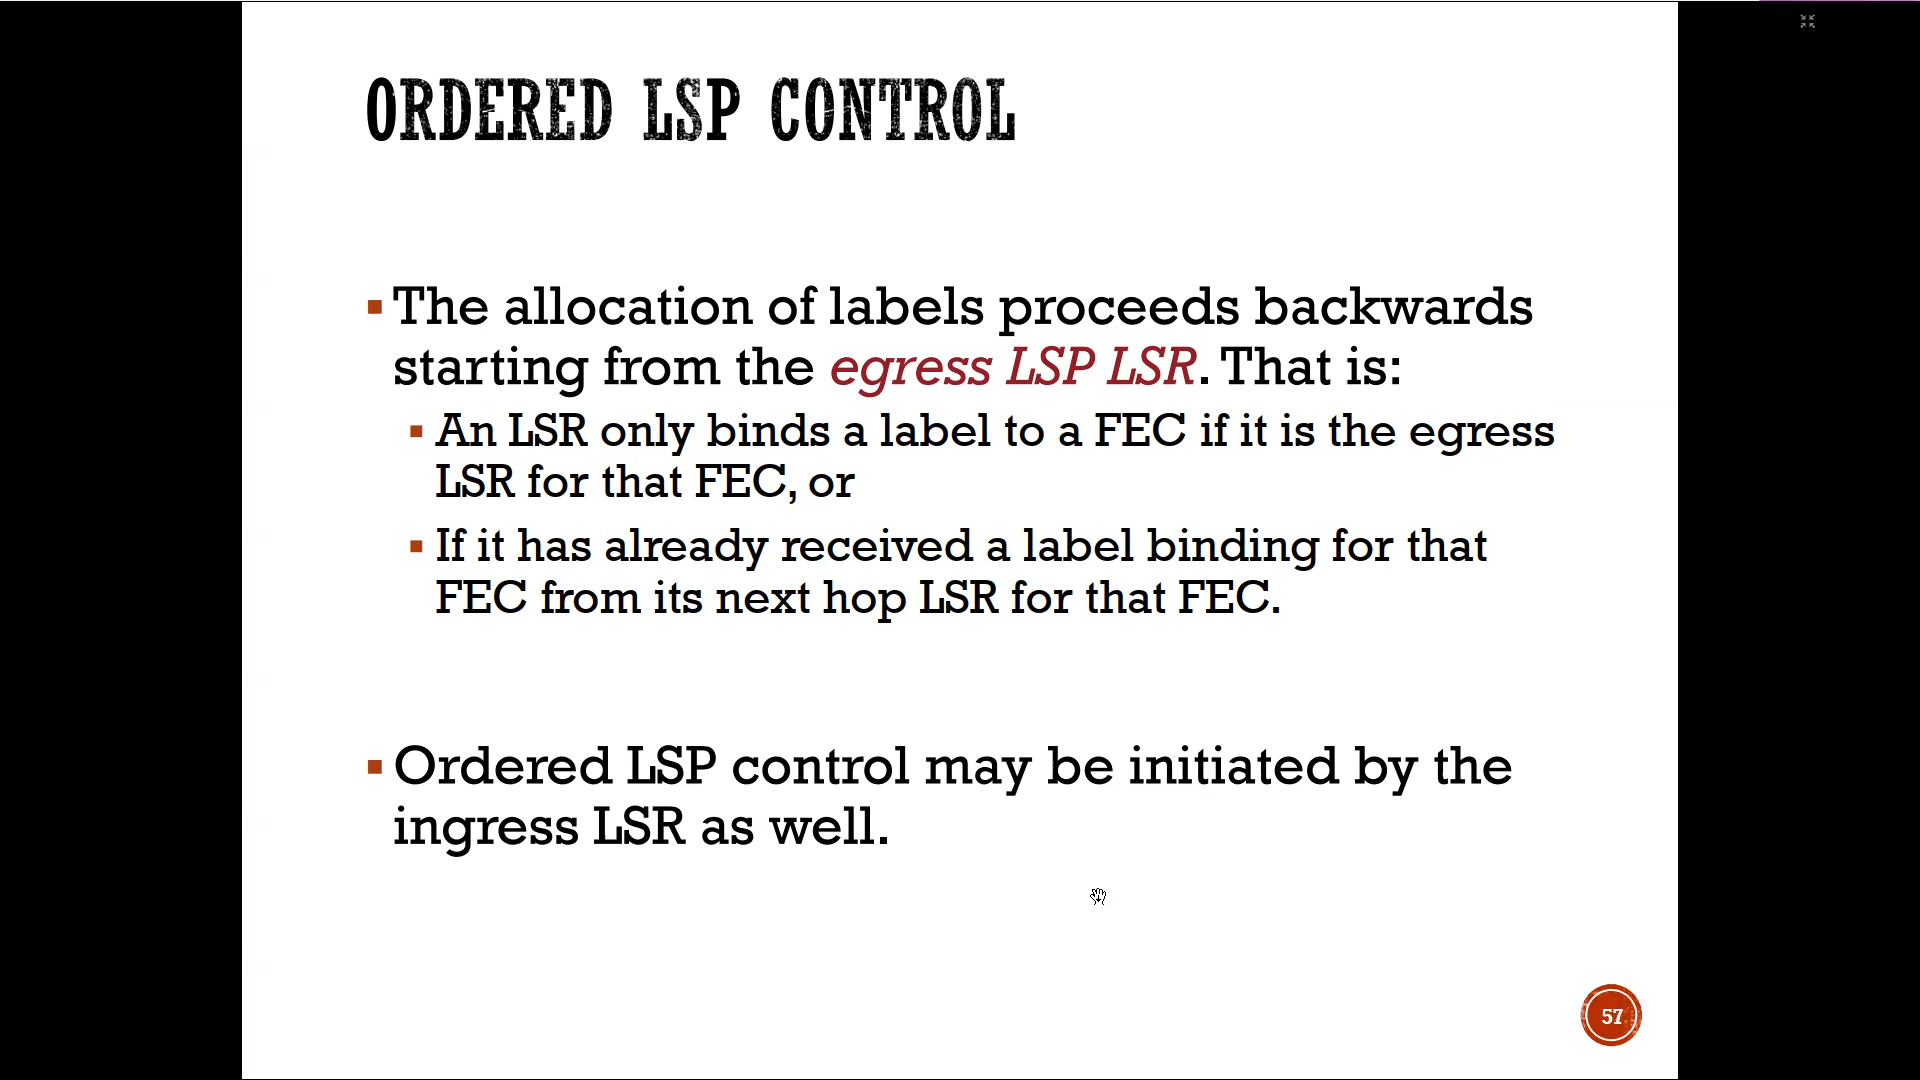 ORDERED LSP CONTROL
▪ The allocation of labels proceeds backwards
starting from the egress LSP LSR. That is:
▪ An LSR only binds a label to a FEC if it is the egress
LSR for that FEC, or
▪ If it has already received a label binding for that
FEC from its next hop LSR for that FEC.
▪ Ordered LSP control may be initiated by the
ingress LSR as well.
57